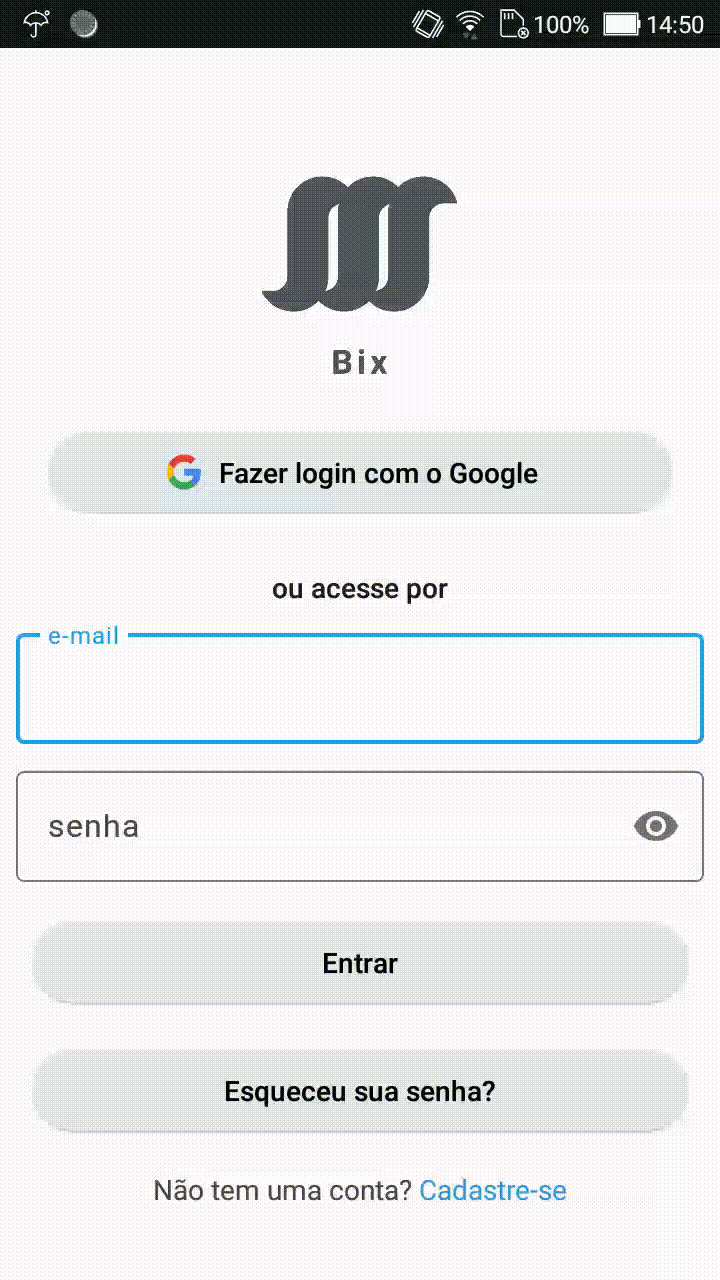 100% 14:50
Bix
Fazer login com o Google
ou acesse por
e-mail
senha
Entrar
Esqueceu sua senha?
Não tem uma conta? Cadastre-se